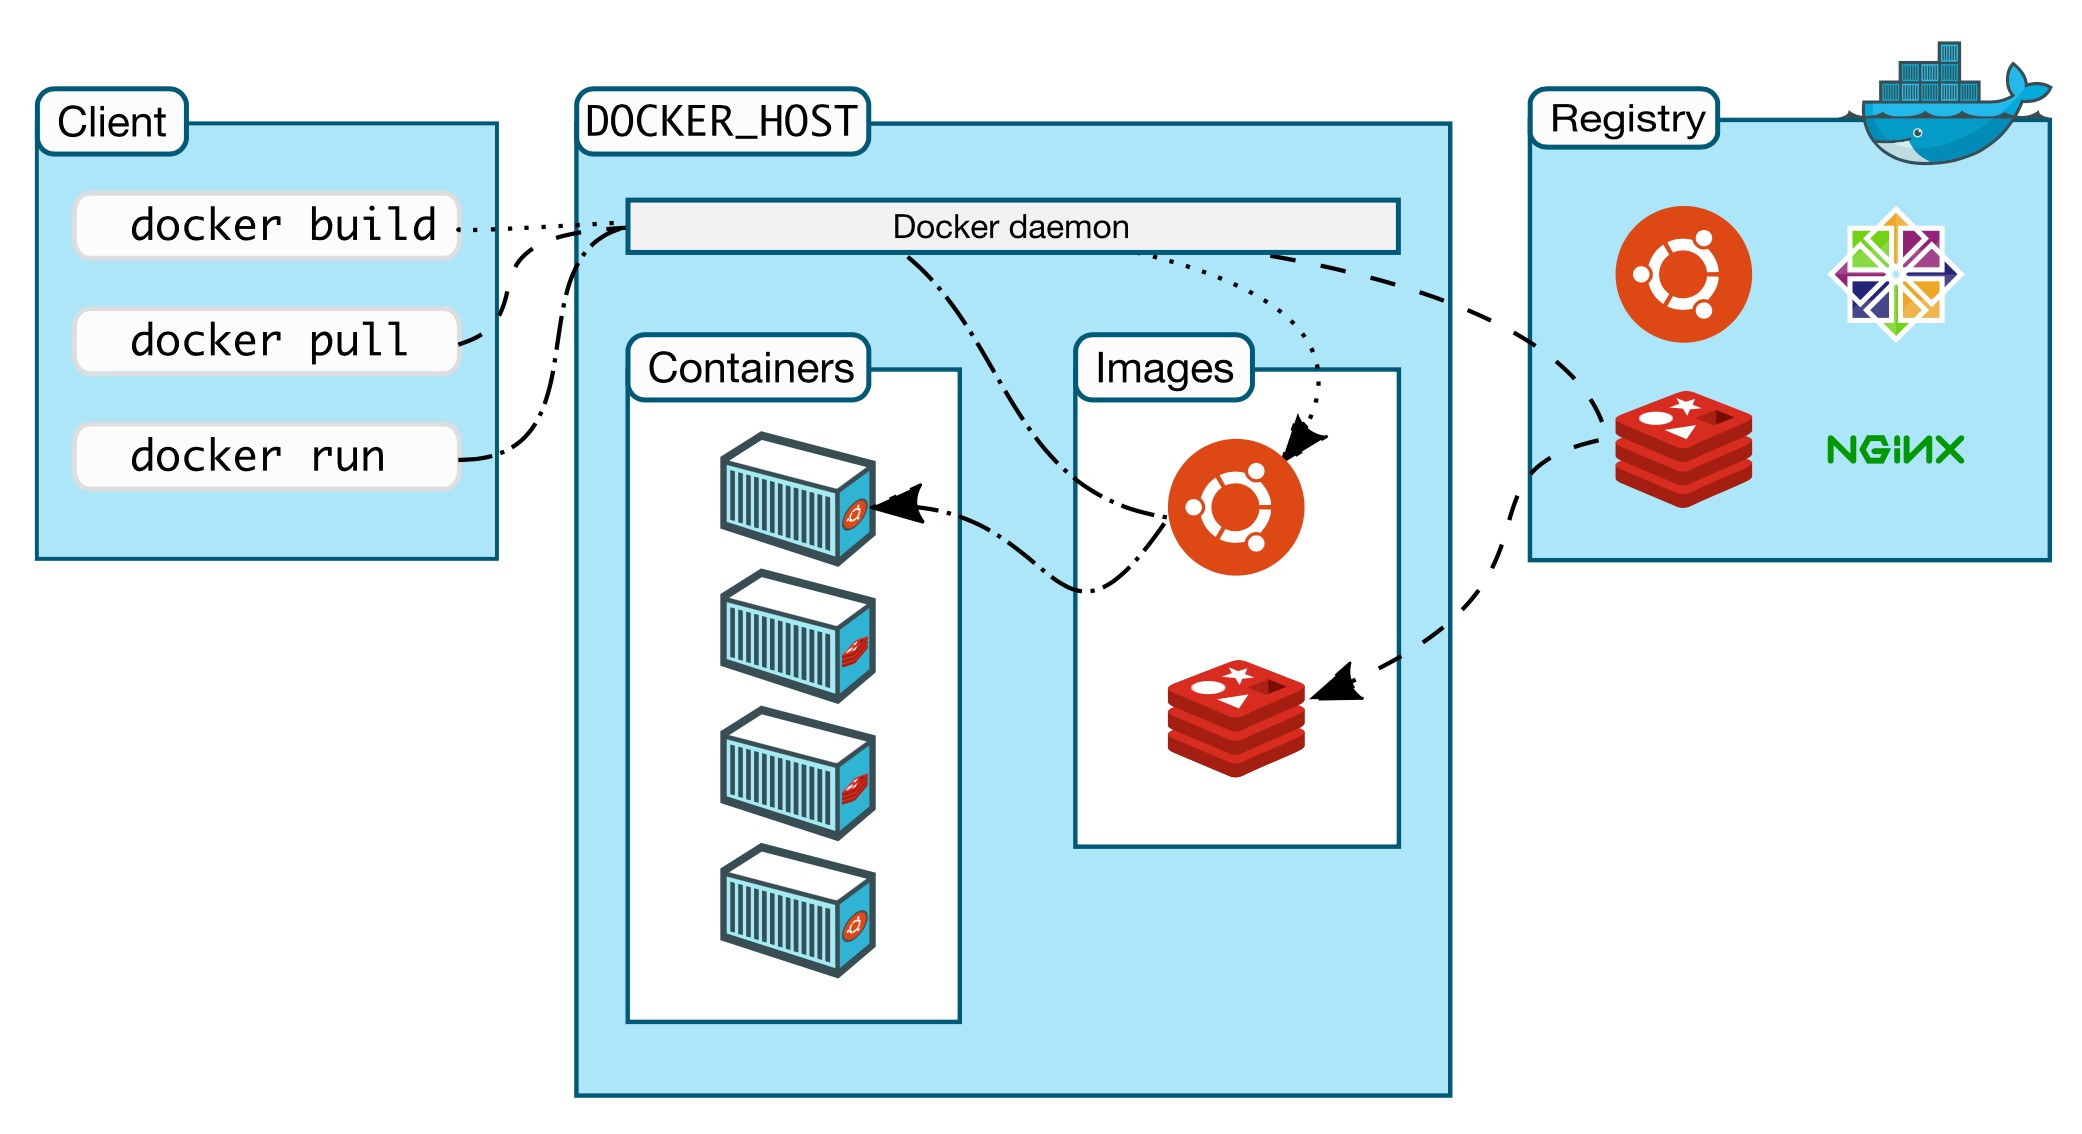 Client
docker build
docker pull
docker run
DOCKER_HOST
Docker daemon
Containers
Images
Registry
NGiNX